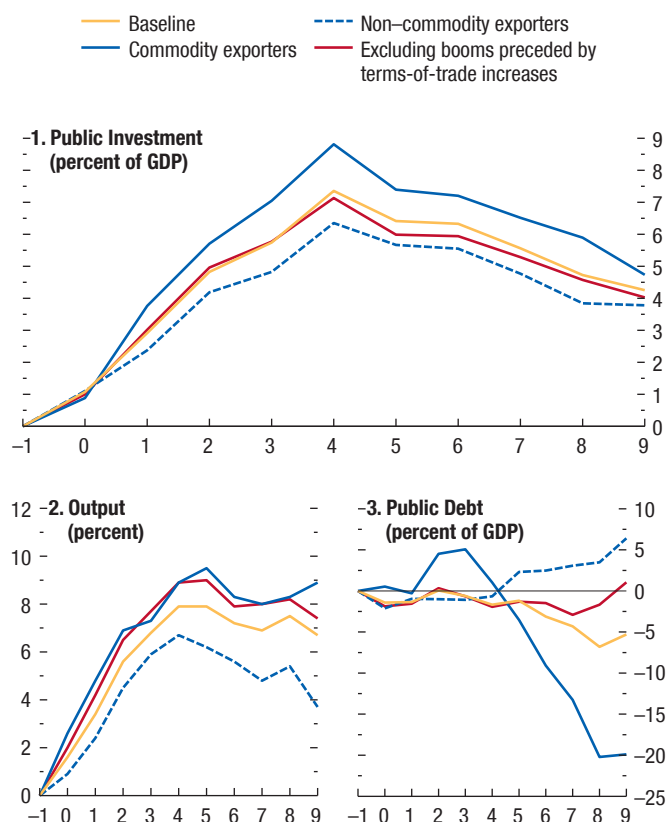 Baseline
Commodity exporters
Non–commodity exporters
Excluding booms preceded by
terms-of-trade increases
1. Public Investment
(percent of GDP)
9
8
7
6
5
4
3
2
1
0
–1 0 1 2 3 4 5 6 7 8 9
2. Output
(percent)
12
10
8
6
4
2
0
–1 0 1 2 3 4 5 6 7 8 9
3. Public Debt
(percent of GDP)
10
5
0
–5
–10
–15
–20
–25
–1 0 1 2 3 4 5 6 7 8 9